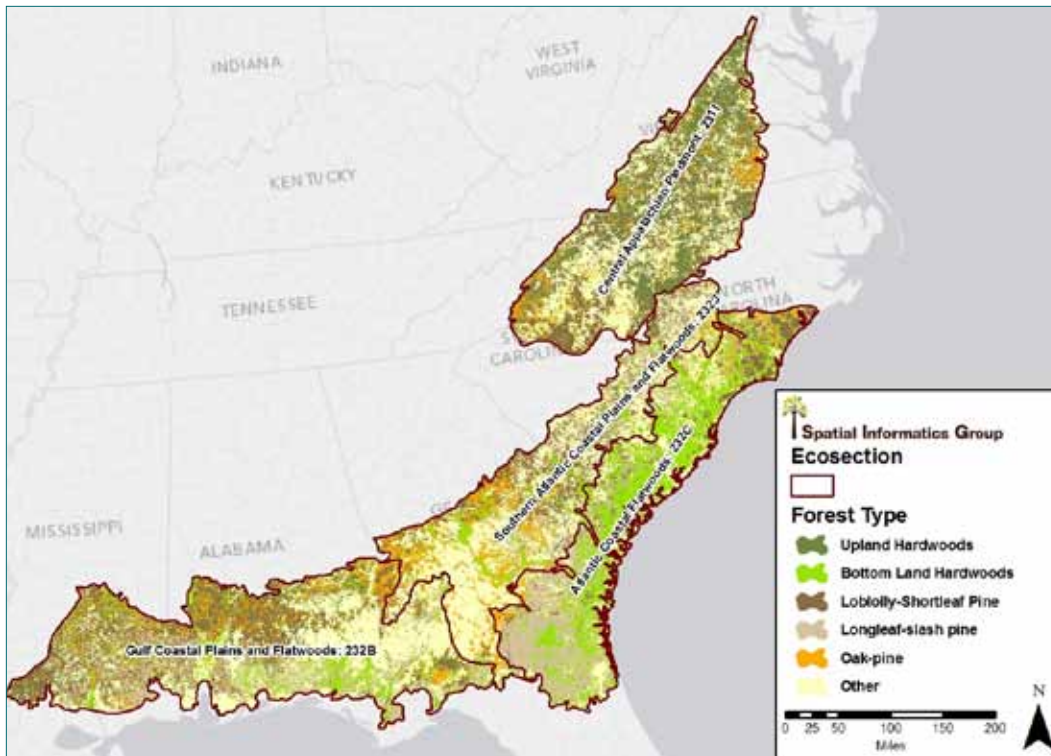 INDIANA
WEST
VIRGINIA
KENTUCKY
Central Appalachian Piedmont: 231I
TENNESSEE
NORTH
CAROLINA
CAROLINA
Southern Atlantic Coastal Plains and Flatwoods: 232J
Atlantic Coastal Flatwoods: 232C
MISSISSIPPI
ALABAMA
Gulf Coastal Plains and Flatwoods: 232B
SPATIAL INFORMATICS GROUP
Ecosection
Forest Type
Upland Hardwoods
Bottom Land Hardwoods
Loblolly-Shortleaf Pine
Longleaf-slash pine
Oak-pine
Other
N
0 25 50 100 150 200
Miles